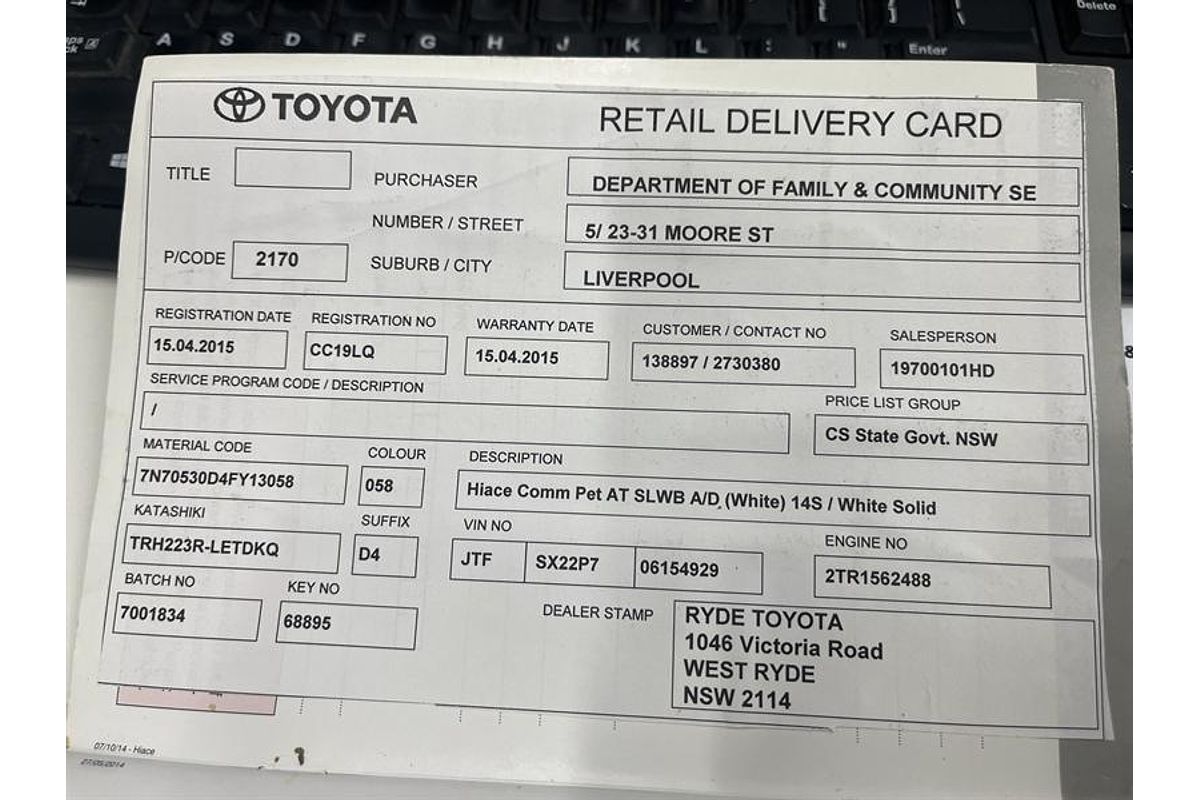 A S D F G H J K L : " Enter
Delete
TOYOTA
RETAIL DELIVERY CARD
TITLE
PURCHASER DEPARTMENT OF FAMILY & COMMUNITY SE
NUMBER / STREET 5/ 23-31 MOORE ST
P/CODE 2170 SUBURB / CITY LIVERPOOL
REGISTRATION DATE REGISTRATION NO WARRANTY DATE CUSTOMER / CONTACT NO SALESPERSON
15.04.2015 CC19LQ 15.04.2015 138897 / 2730380 19700101HD
SERVICE PROGRAM CODE / DESCRIPTION PRICE LIST GROUP
/ CS State Govt. NSW
MATERIAL CODE COLOUR DESCRIPTION
7N70530D4FY13058 058 Hiace Comm Pet AT SLWB A/D (White) 14S / White Solid
KATASHIKI SUFFIX VIN NO ENGINE NO
TRH223R-LETDKQ D4 JTF SX22P7 06154929 2TR1562488
BATCH NO KEY NO DEALER STAMP
7001834 68895
RYDE TOYOTA
1046 Victoria Road
WEST RYDE
NSW 2114
07/10/14 - Hiace
27/05/2014